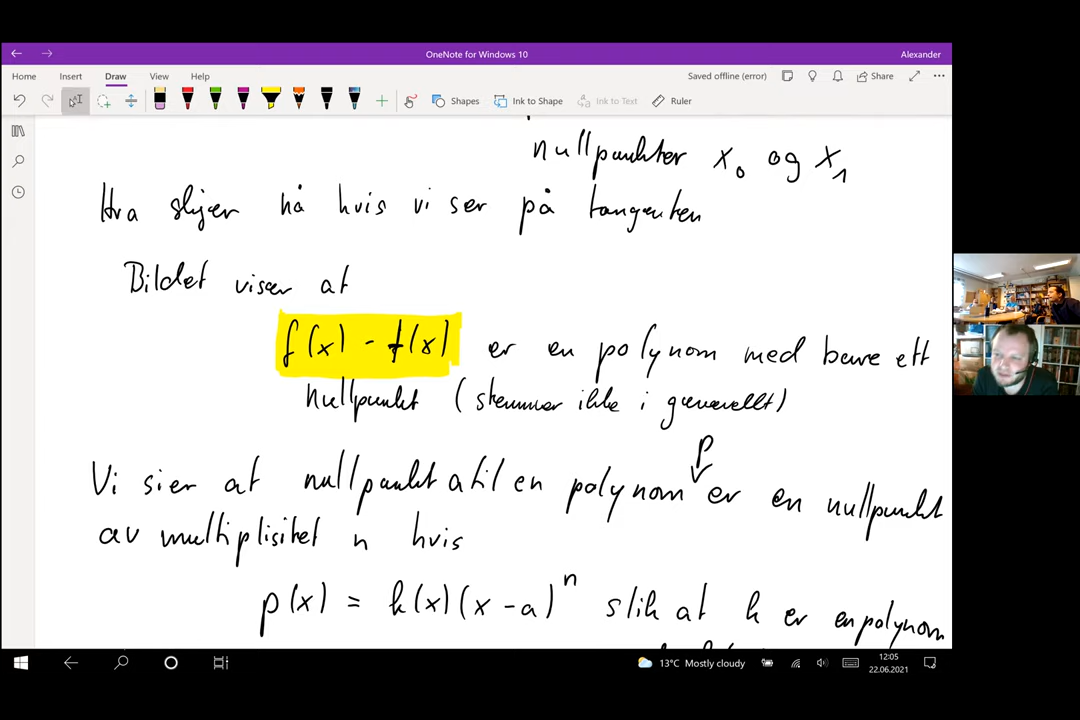 OneNote for Windows 10
Alexander
Home Insert Draw View Help
Saved offline (error)
Share
Shapes
Ink to Shape
Ink to Text
Ruler
nullpunkter x₀ og x₁
Hva skjer nå hvis vi ser på tangenten
Bildet viser at
f(x) - t(x) er en polynom med bare ett
nullpunkt (stemmer ikke i generellt)
p
Vi sier at nullpunkt a til en polynom er en nullpunkt
av multiplisitet n hvis
p(x) = k(x)(x-a)ⁿ slik at k er en polynom
13°C Mostly cloudy
12:05
22.06.2021